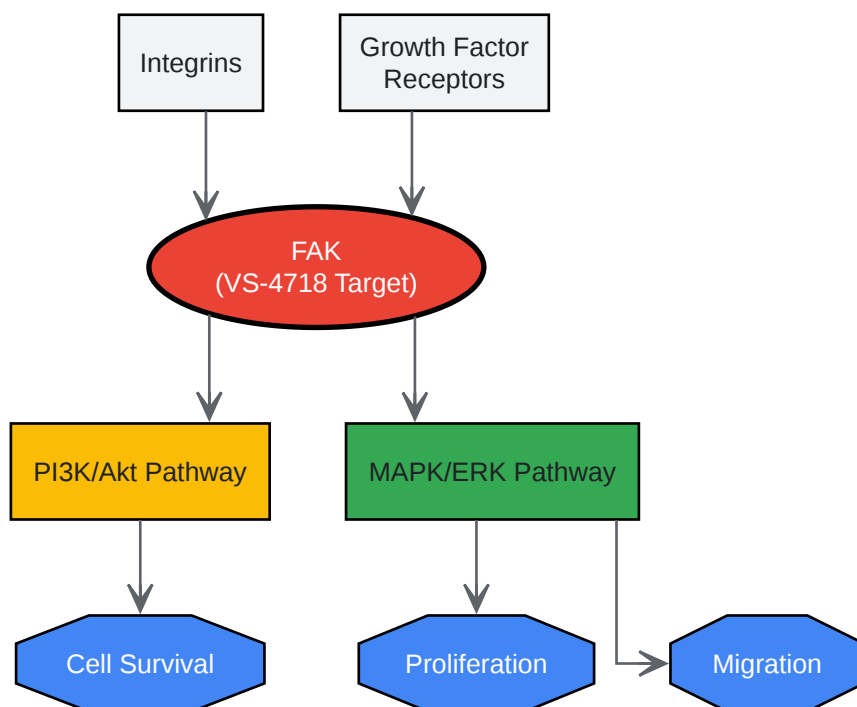 Integrins
Growth Factor
Receptors
FAK
(VS-4718 Target)
PI3K/Akt Pathway
MAPK/ERK Pathway
Cell Survival
Proliferation
Migration